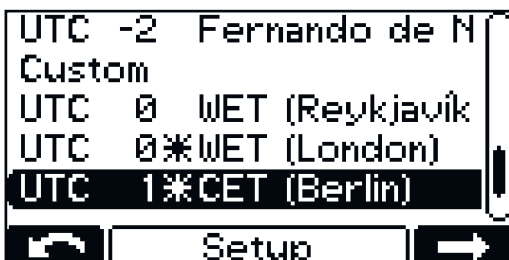 UTC -2 Fernando de N
Custom
UTC 0 WET (Reykjavík
UTC 0☀WET (London)
UTC 1☀CET (Berlin)
Setup